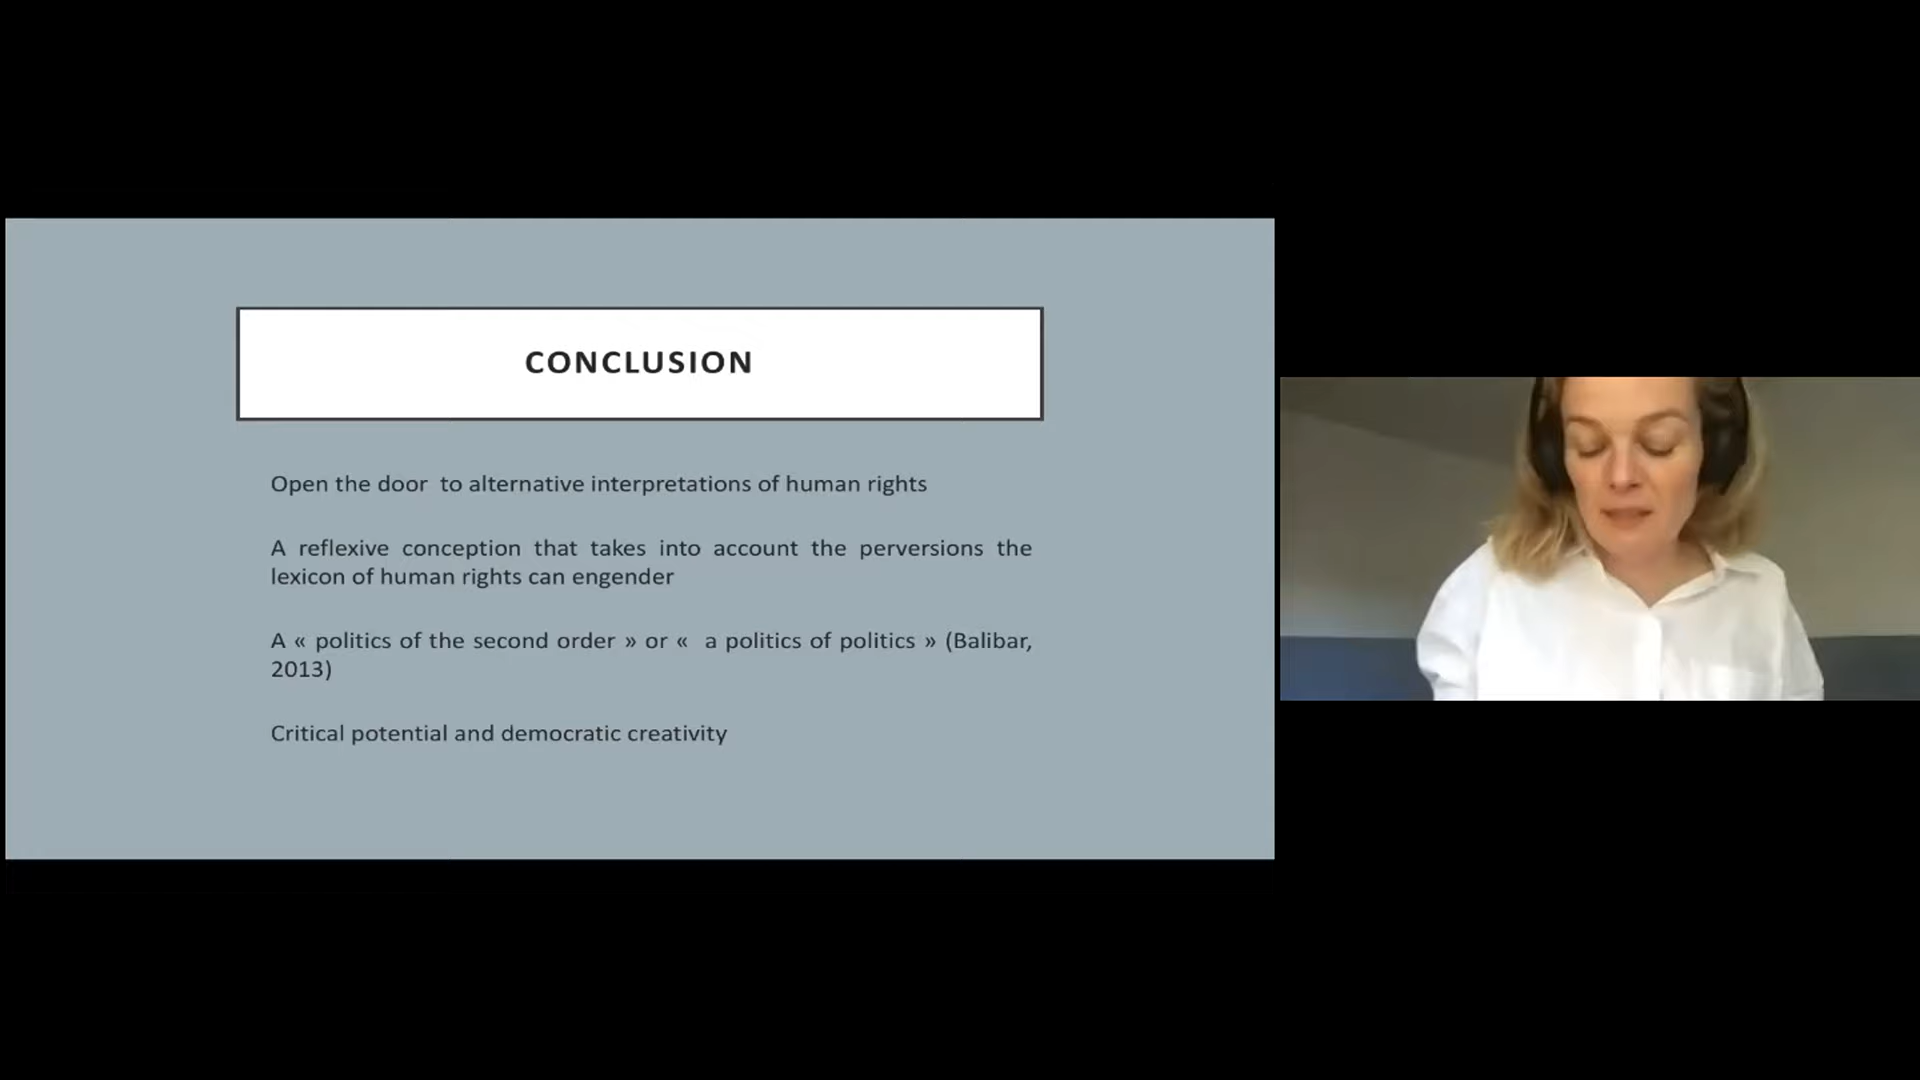 CONCLUSION
Open the door to alternative interpretations of human rights
A reflexive conception that takes into account the perversions the
lexicon of human rights can engender
A « politics of the second order » or « a politics of politics » (Balibar,
2013)
Critical potential and democratic creativity